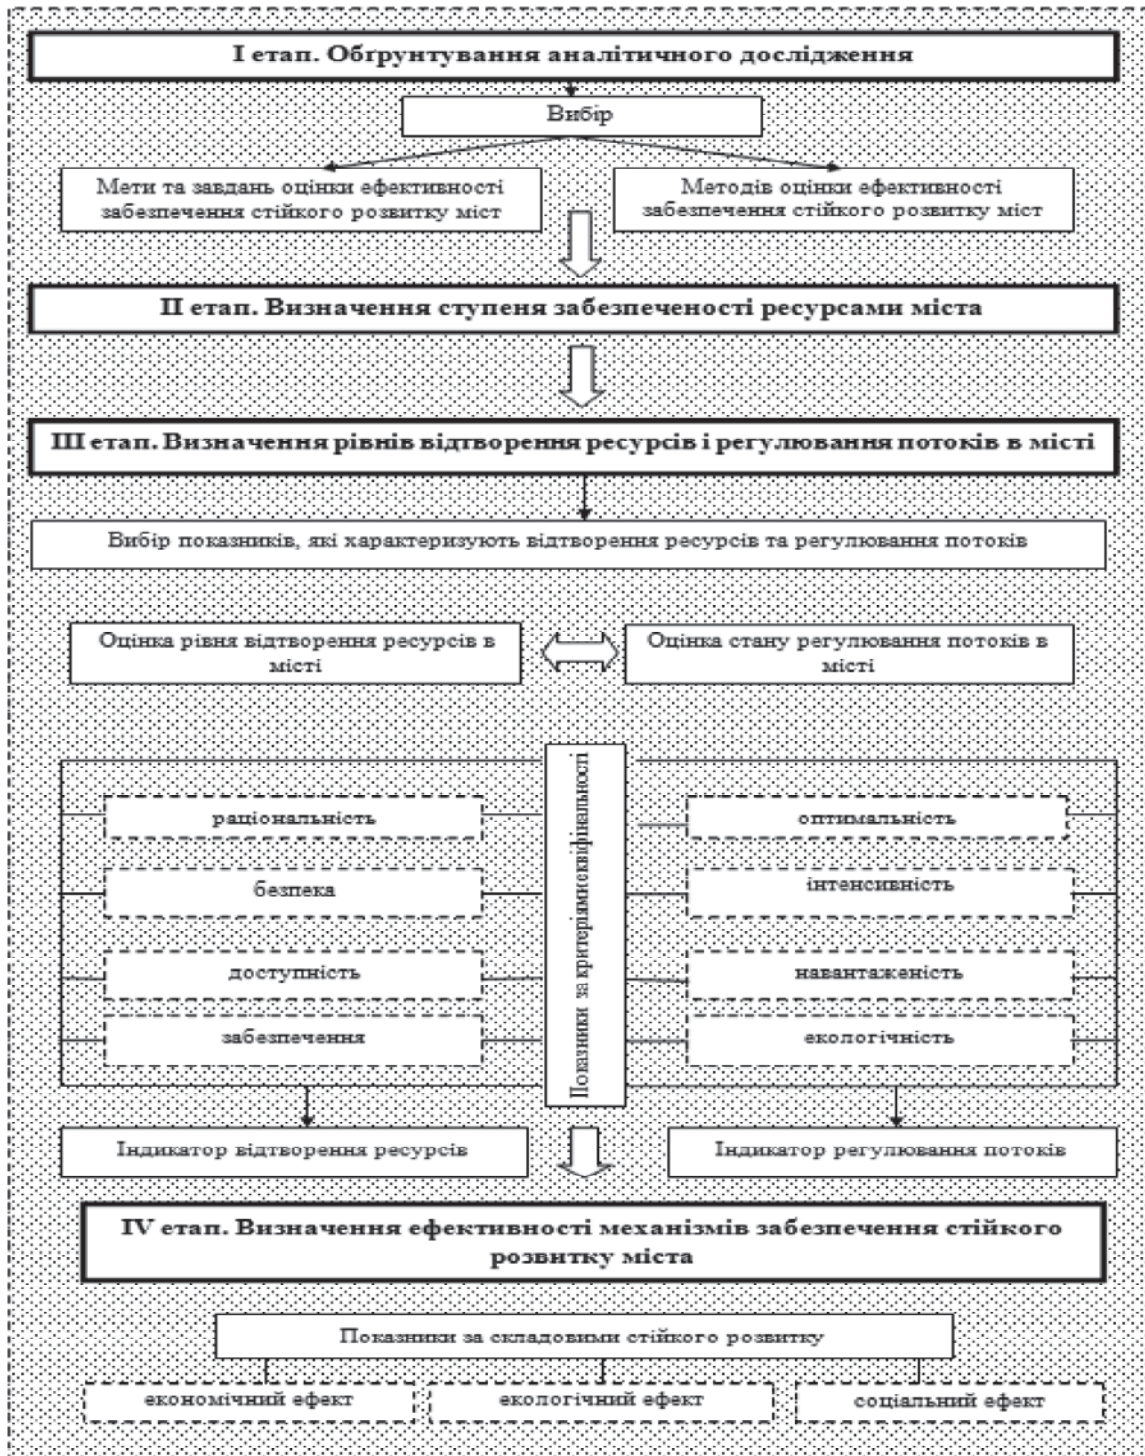 І етап. Обґрунтування аналітичного дослідження
Вибір
Мети та завдань оцінки ефективності
забезпечення стійкого розвитку міст
Методів оцінки ефективності
забезпечення стійкого розвитку міст
ІІ етап. Визначення ступеня забезпеченості ресурсами міста
ІІІ етап. Визначення рівнів відтворення ресурсів і регулювання потоків в місті
Вибір показників, які характеризують відтворення ресурсів та регулювання потоків
Оцінка рівня відтворення ресурсів в
місті
Оцінка стану регулювання потоків в
місті
Показники за критеріямиеквіфінальності
раціональність
безпека
доступність
забезпечення
оптимальність
інтенсивність
навантаженість
екологічність
Індикатор відтворення ресурсів
Індикатор регулювання потоків
IV етап. Визначення ефективності механізмів забезпечення стійкого
розвитку міста
Показники за складовими стійкого розвитку
економічний ефект
екологічний ефект
соціальний ефект